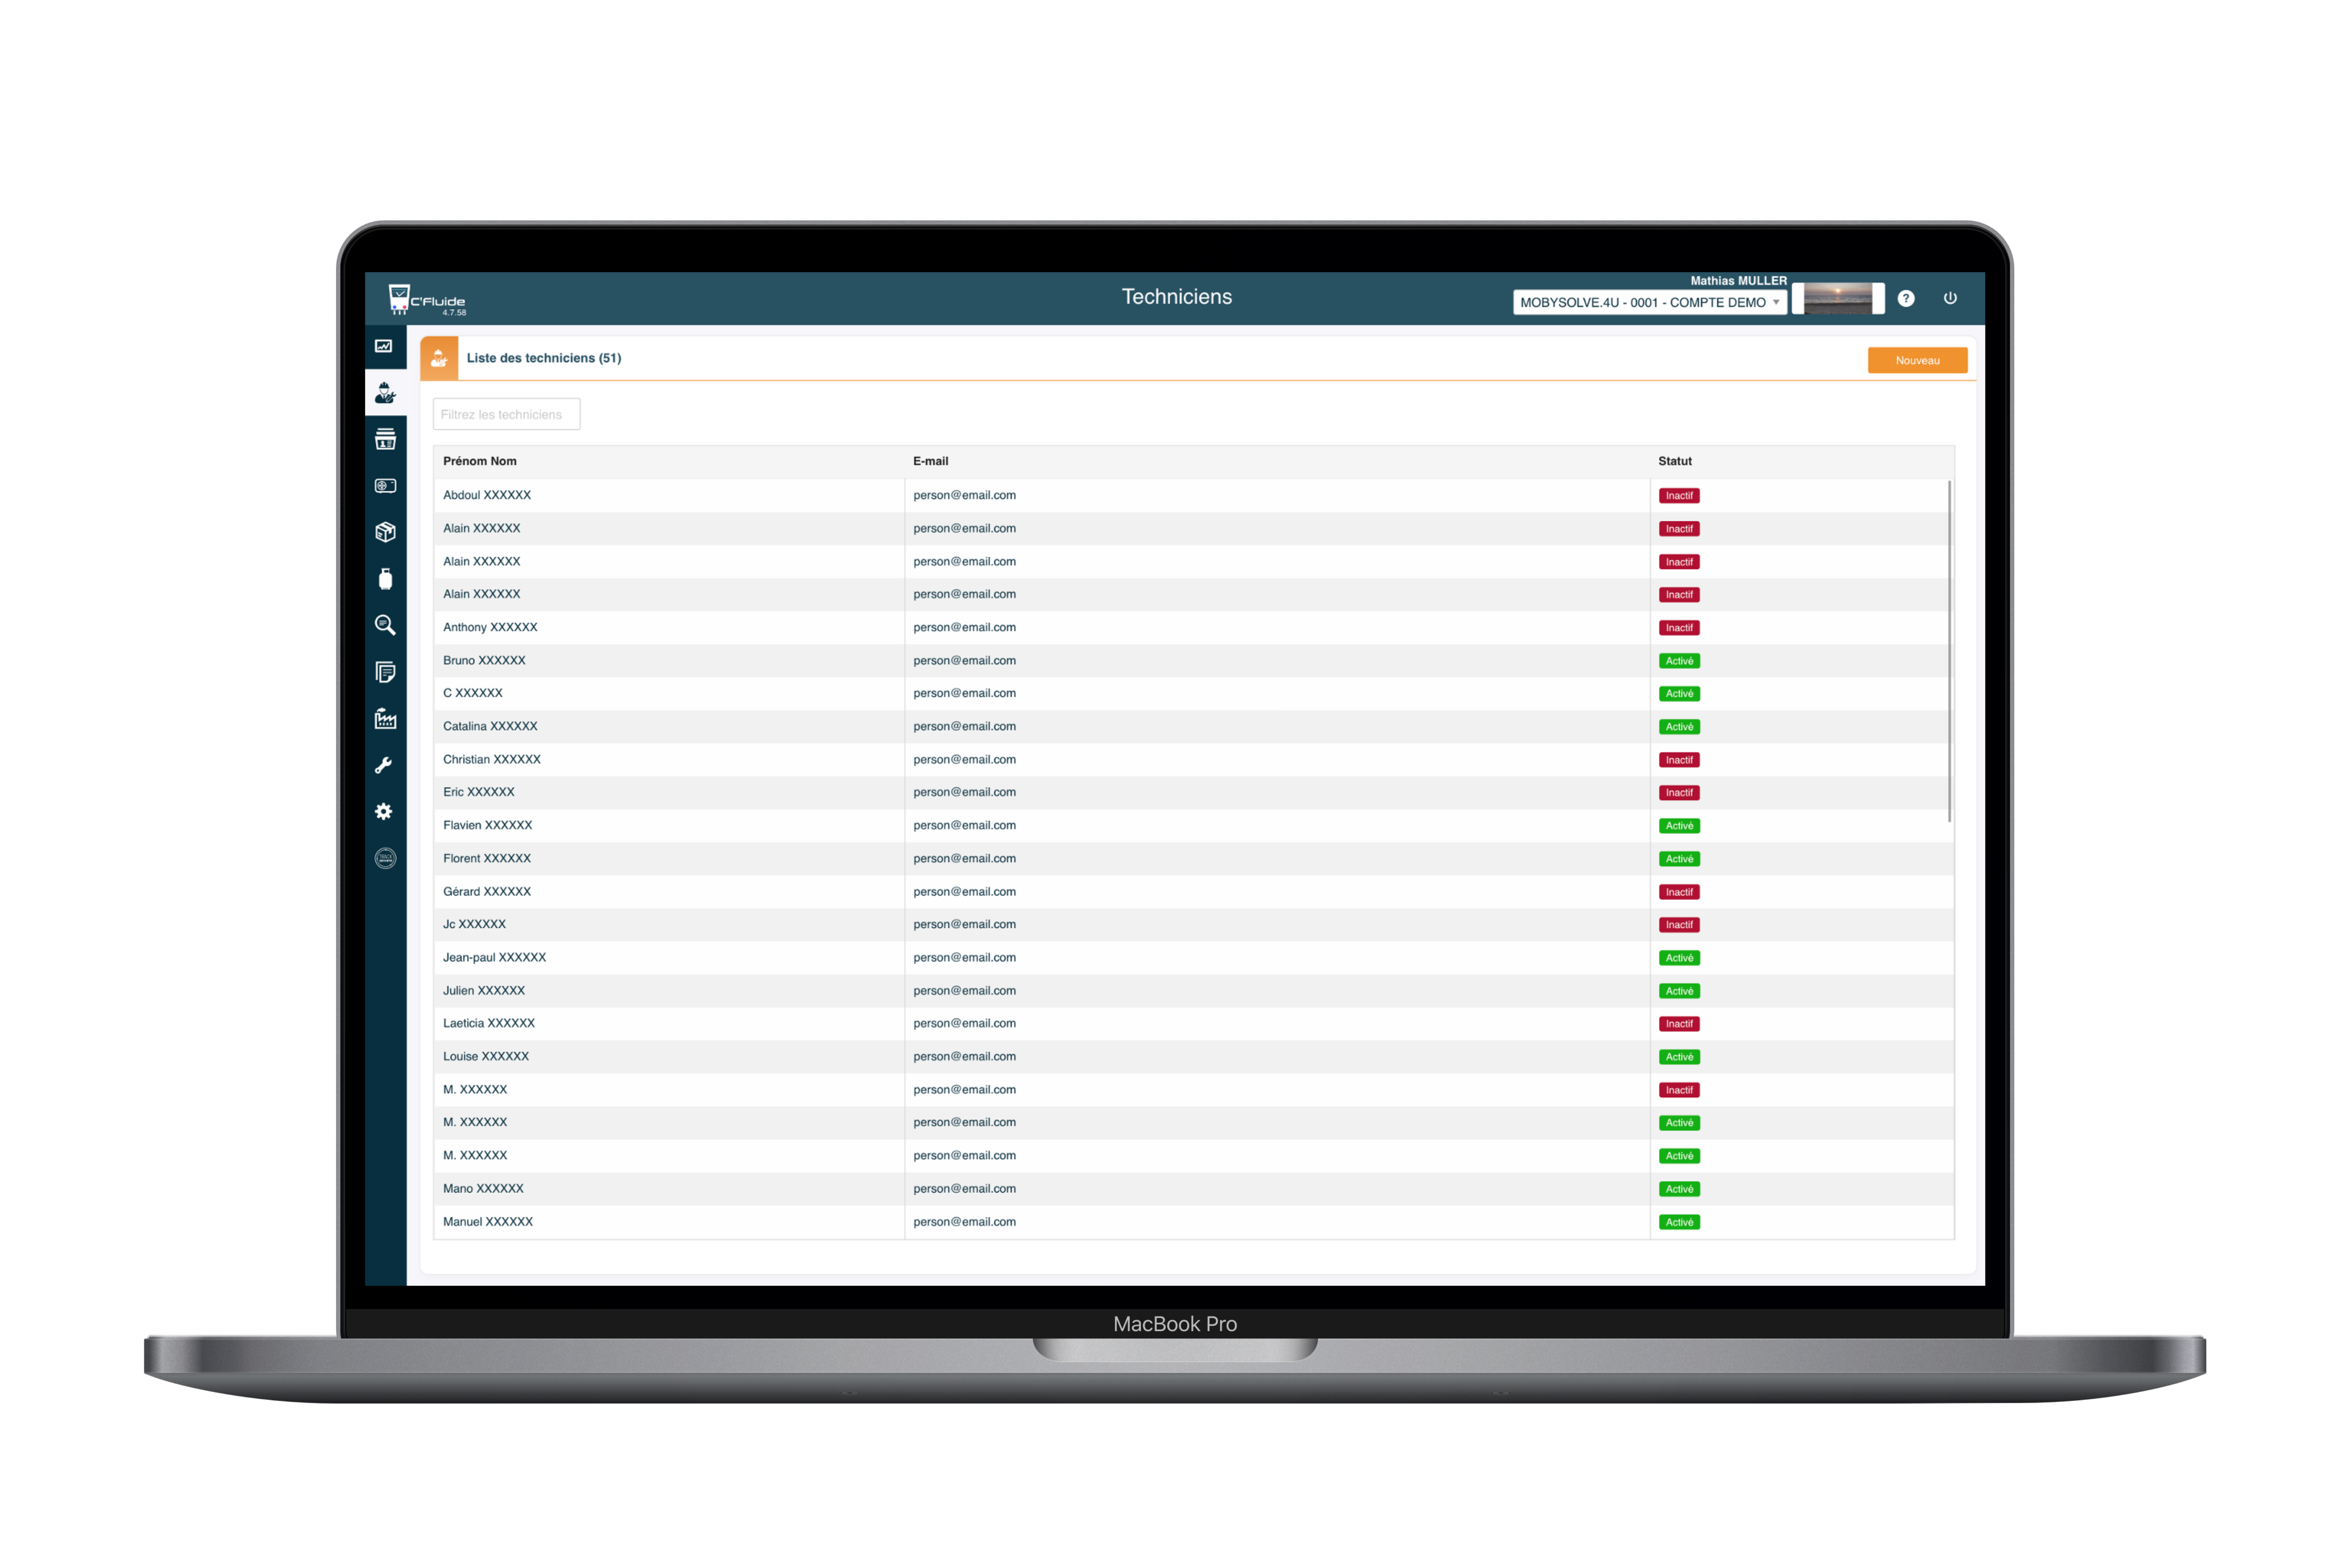 C'Fluide
4.7.58
Techniciens
Mathias MULLER
MOBYSOLVE.4U - 0001 - COMPTE DEMO
?
Liste des techniciens (51)
Nouveau
Filtrez les techniciens
Prénom Nom E-mail Statut
Abdoul XXXXXX person@email.com Inactif
Alain XXXXXX person@email.com Inactif
Alain XXXXXX person@email.com Inactif
Alain XXXXXX person@email.com Inactif
Anthony XXXXXX person@email.com Inactif
Bruno XXXXXX person@email.com Activé
C XXXXXX person@email.com Activé
Catalina XXXXXX person@email.com Activé
Christian XXXXXX person@email.com Inactif
Eric XXXXXX person@email.com Inactif
Flavien XXXXXX person@email.com Activé
Florent XXXXXX person@email.com Activé
Gérard XXXXXX person@email.com Inactif
Jc XXXXXX person@email.com Inactif
Jean-paul XXXXXX person@email.com Activé
Julien XXXXXX person@email.com Activé
Laeticia XXXXXX person@email.com Inactif
Louise XXXXXX person@email.com Activé
M. XXXXXX person@email.com Inactif
M. XXXXXX person@email.com Activé
M. XXXXXX person@email.com Activé
Mano XXXXXX person@email.com Activé
Manuel XXXXXX person@email.com Activé
MacBook Pro